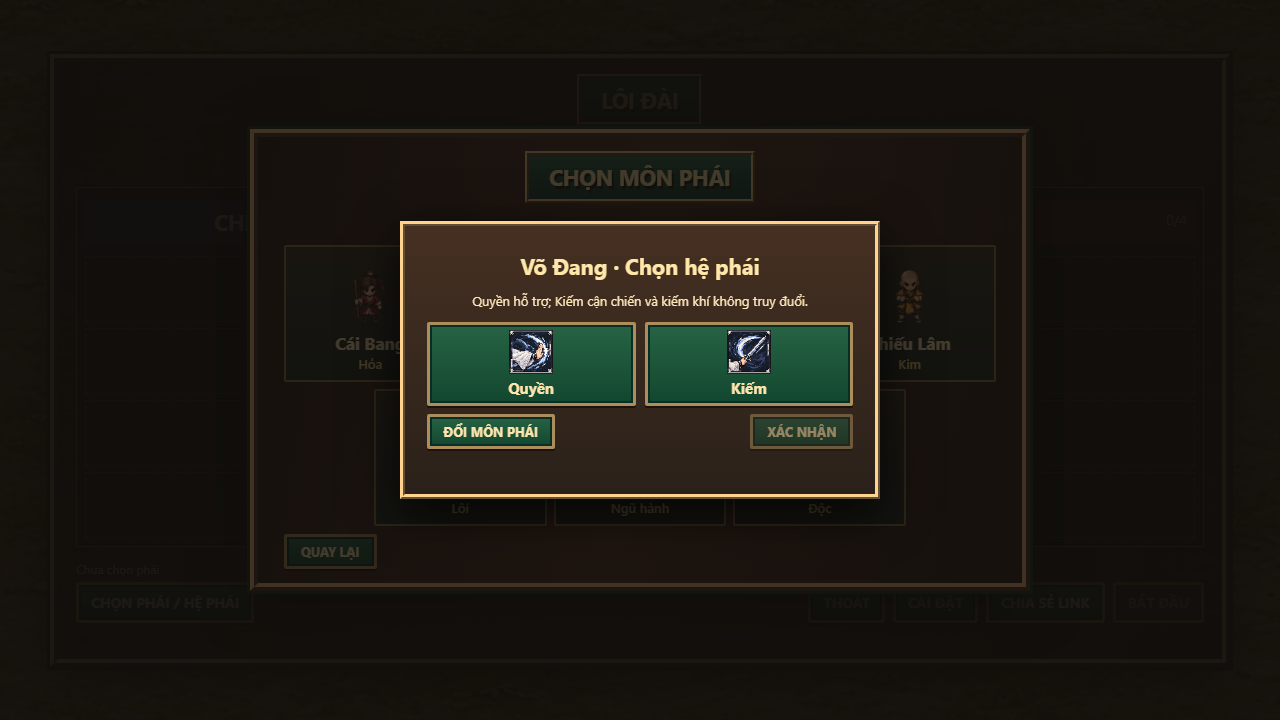 LÔI ĐÀI
CHỌN MÔN PHÁI
0/4
Võ Đang · Chọn hệ phái
Quyền hỗ trợ; Kiếm cận chiến và kiếm khí không truy đuổi.
Cái Bang
Hỏa
hiếu Lâm
Kim
Quyền
Kiếm
ĐỔI MÔN PHÁI
XÁC NHẬN
Lôi
Ngũ hành
Độc
QUAY LẠI
Chưa chọn phái
CHỌN PHÁI / HỆ PHÁI
THOÁT
CÀI ĐẶT
CHIA SẺ LINK
BẮT ĐẦU